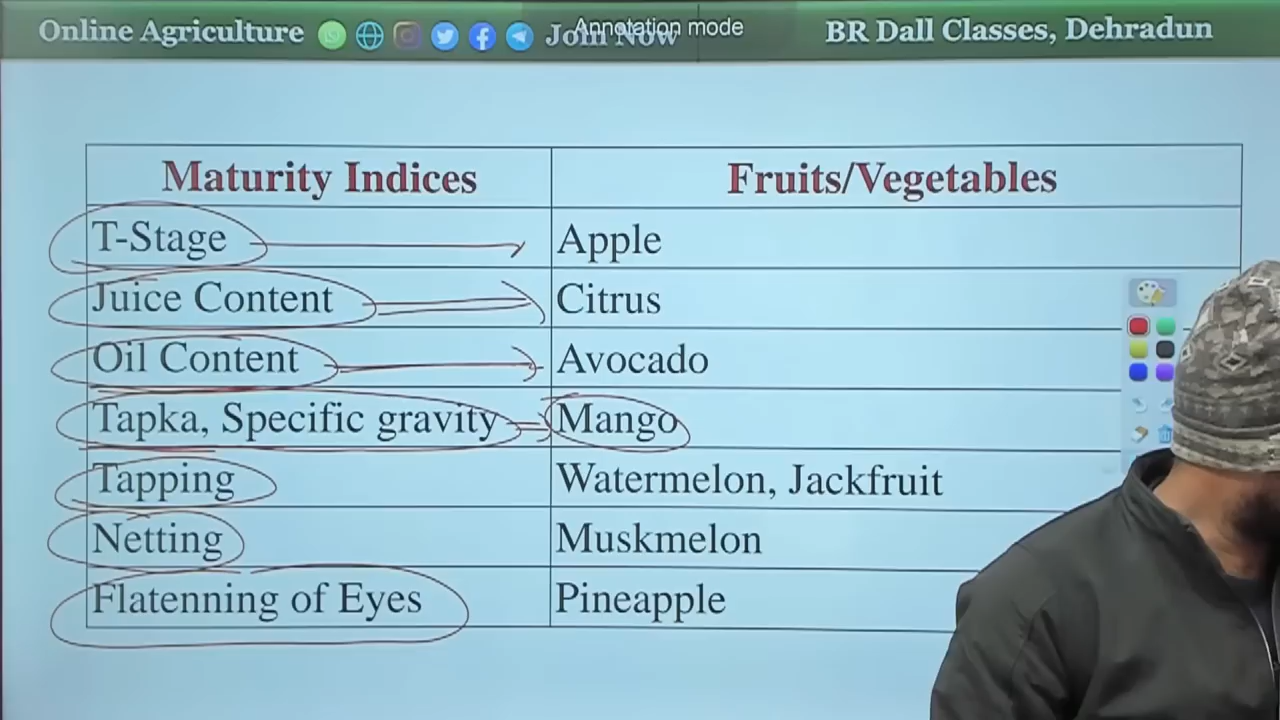 Online Agriculture Join Now Annotation mode BR Dall Classes, Dehradun
Maturity Indices Fruits/Vegetables
T-Stage Apple
Juice Content Citrus
Oil Content Avocado
Tapka, Specific gravity Mango
Tapping Watermelon, Jackfruit
Netting Muskmelon
Flatenning of Eyes Pineapple